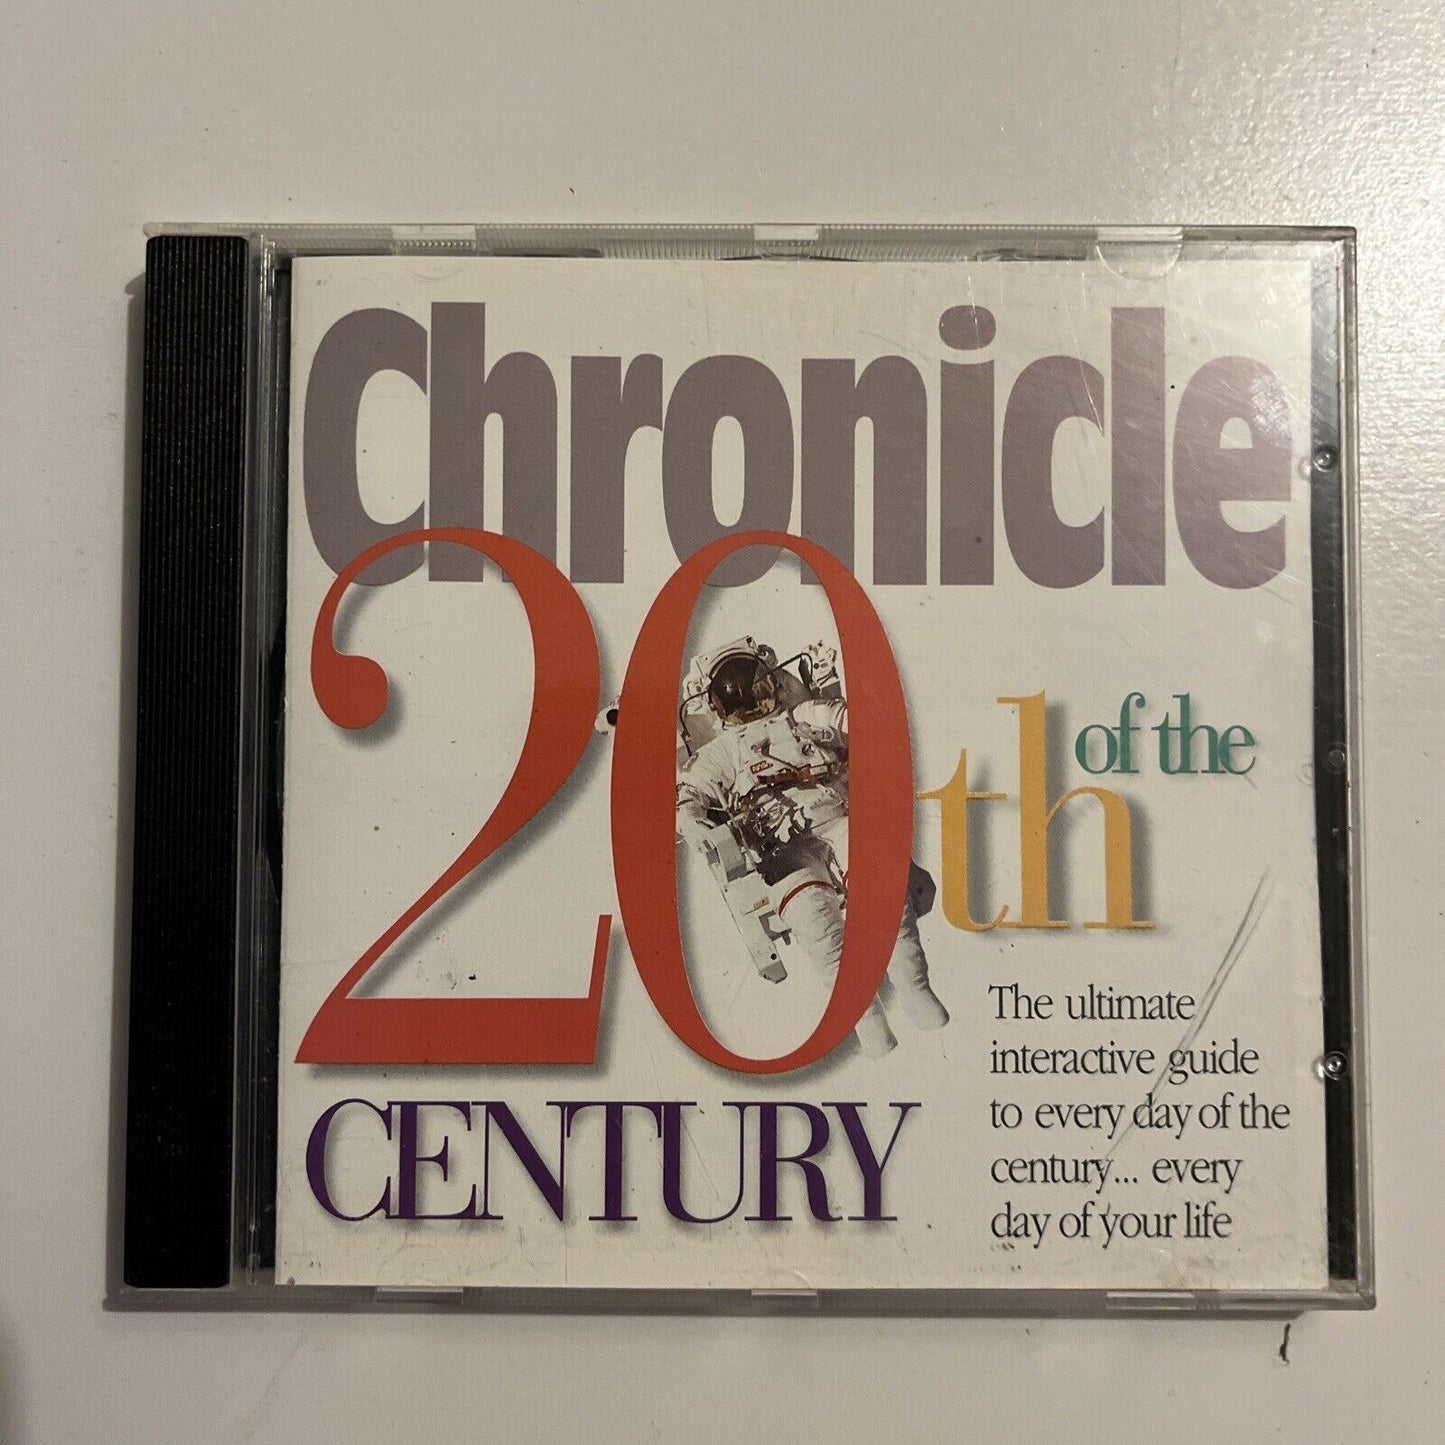 Chronicle
of the
20th
CENTURY
The ultimate
interactive guide
to every day of the
century... every
day of your life